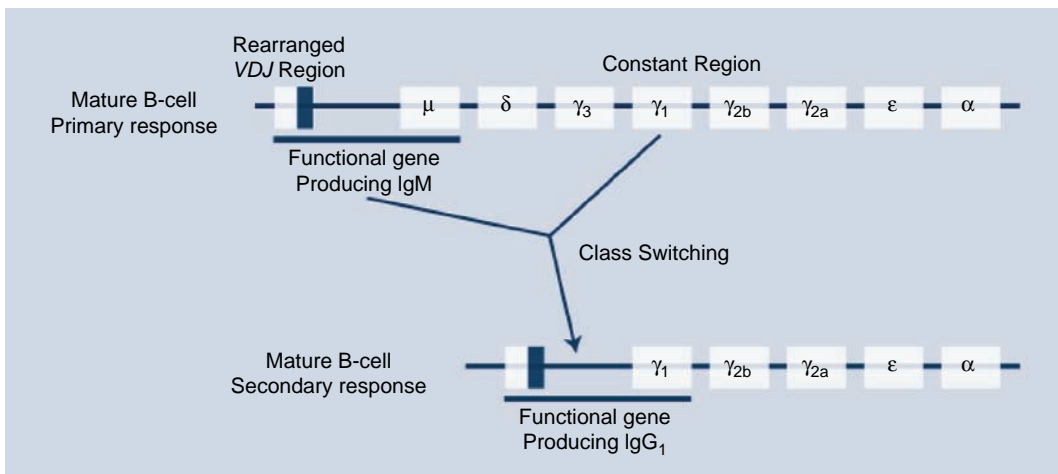 Rearranged
VDJ Region
Constant Region
Mature B-cell
Primary response
μ δ γ3 γ1 γ2b γ2a ε α
Functional gene
Producing IgM
Class Switching
Mature B-cell
Secondary response
γ1 γ2b γ2a ε α
Functional gene
Producing IgG1